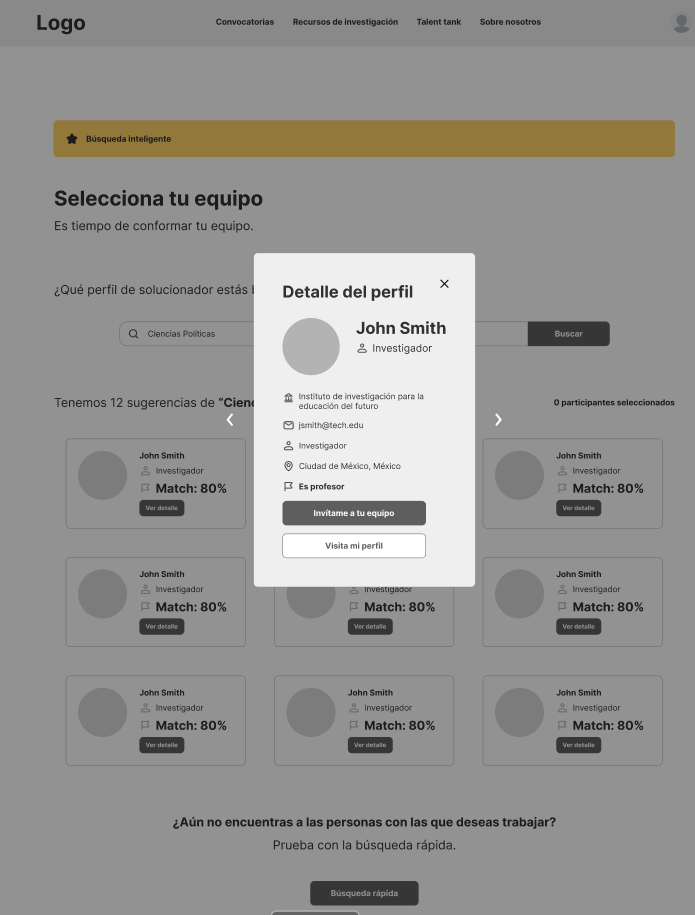 Logo
Convocatorias
Recursos de investigación
Talent tank
Sobre nosotros
Búsqueda inteligente
Selecciona tu equipo
Es tiempo de conformar tu equipo.
¿Qué perfil de solucionador estás
Ciencias Políticas
Buscar
Tenemos 12 sugerencias de “Cienc
0 participantes seleccionados
Detalle del perfil
John Smith
Investigador
Instituto de investigación para la
educación del futuro
jsmith@tech.edu
Investigador
Ciudad de México, México
Es profesor
Invítame a tu equipo
Visita mi perfil
John Smith
Investigador
Match: 80%
Ver detalle
John Smith
Investigador
Match: 80%
Ver detalle
John Smith
Investigador
Match: 80%
Ver detalle
Investigador
Match: 80%
Ver detalle
John Smith
Investigador
Match: 80%
Ver detalle
John Smith
Investigador
Match: 80%
Ver detalle
John Smith
Investigador
Match: 80%
Ver detalle
John Smith
Investigador
Match: 80%
Ver detalle
¿Aún no encuentras a las personas con las que deseas trabajar?
Prueba con la búsqueda rápida.
Búsqueda rápida